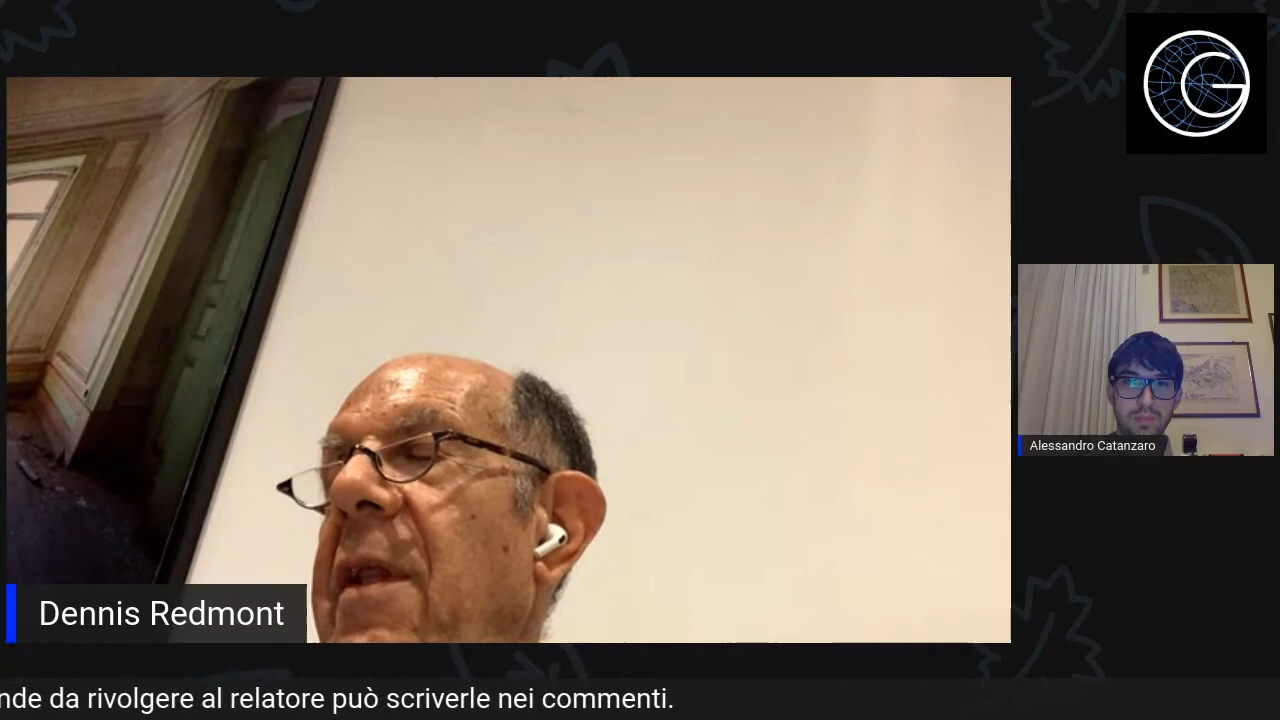 Alessandro Catanzaro
Dennis Redmont
nde da rivolgere al relatore può scriverle nei commenti.